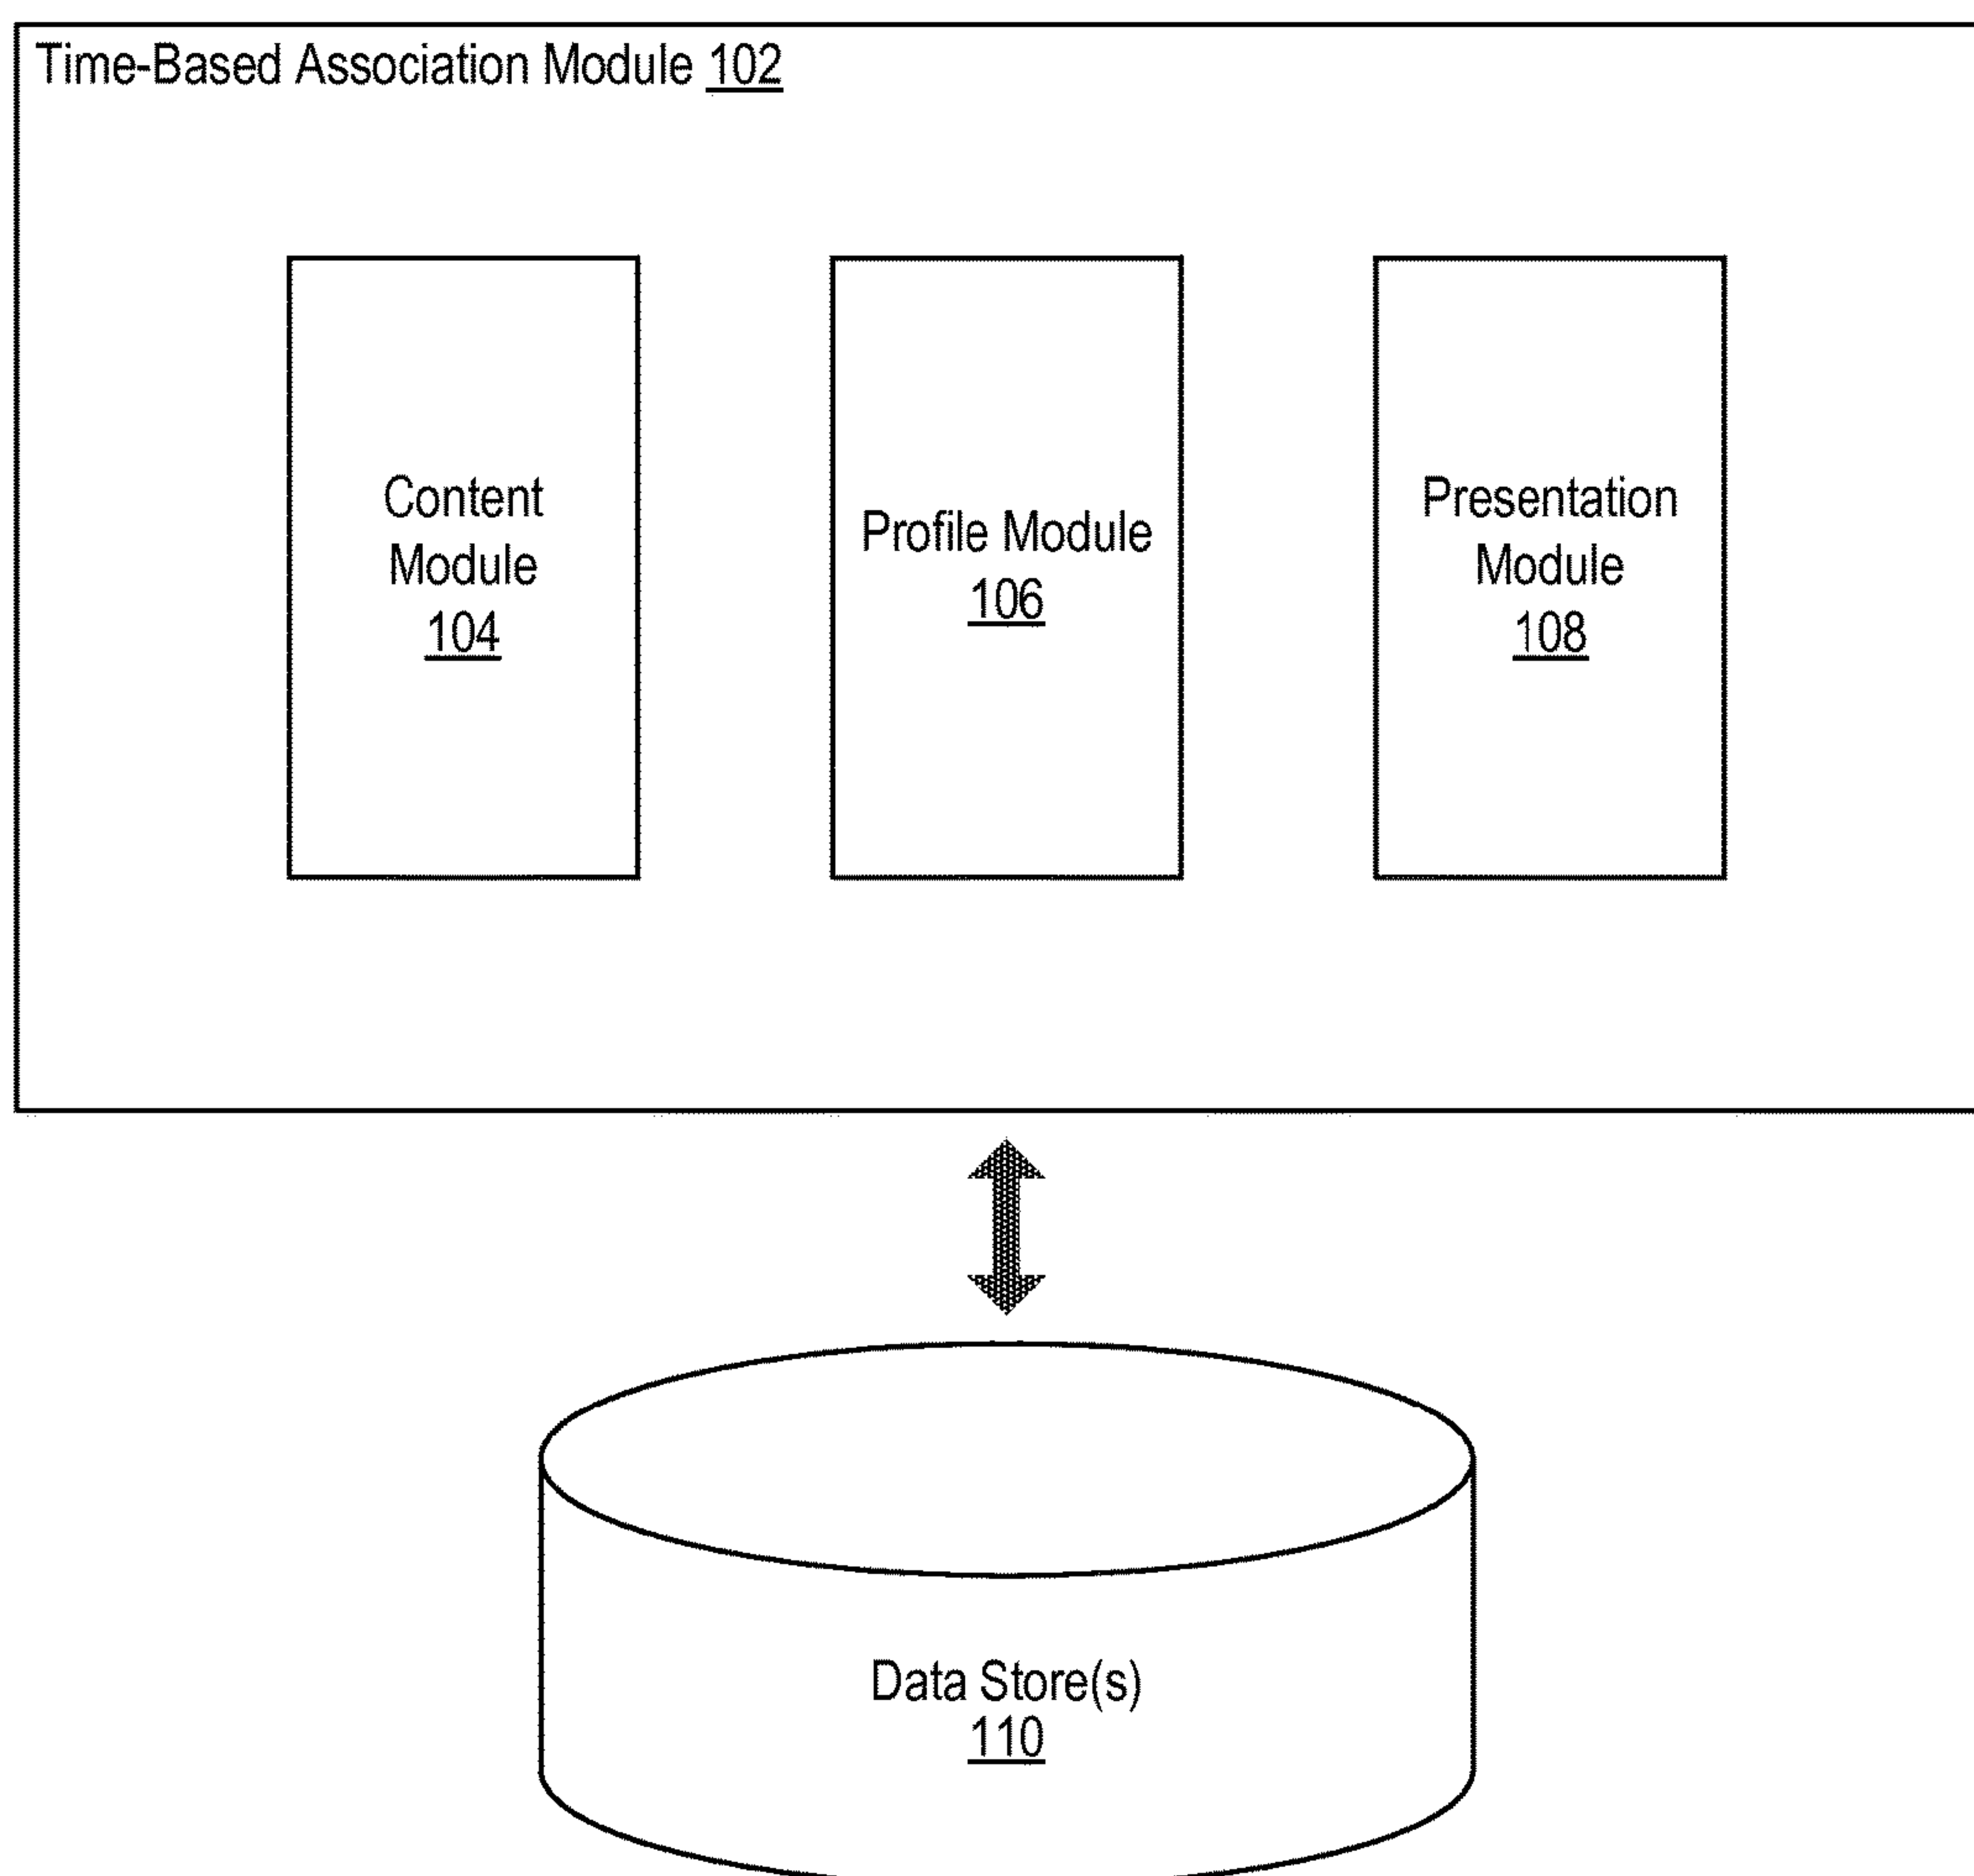 Time-Based Association Module 102
Content
Module
104
Profile Module
106
Presentation
Module
108
Data Store(s)
110